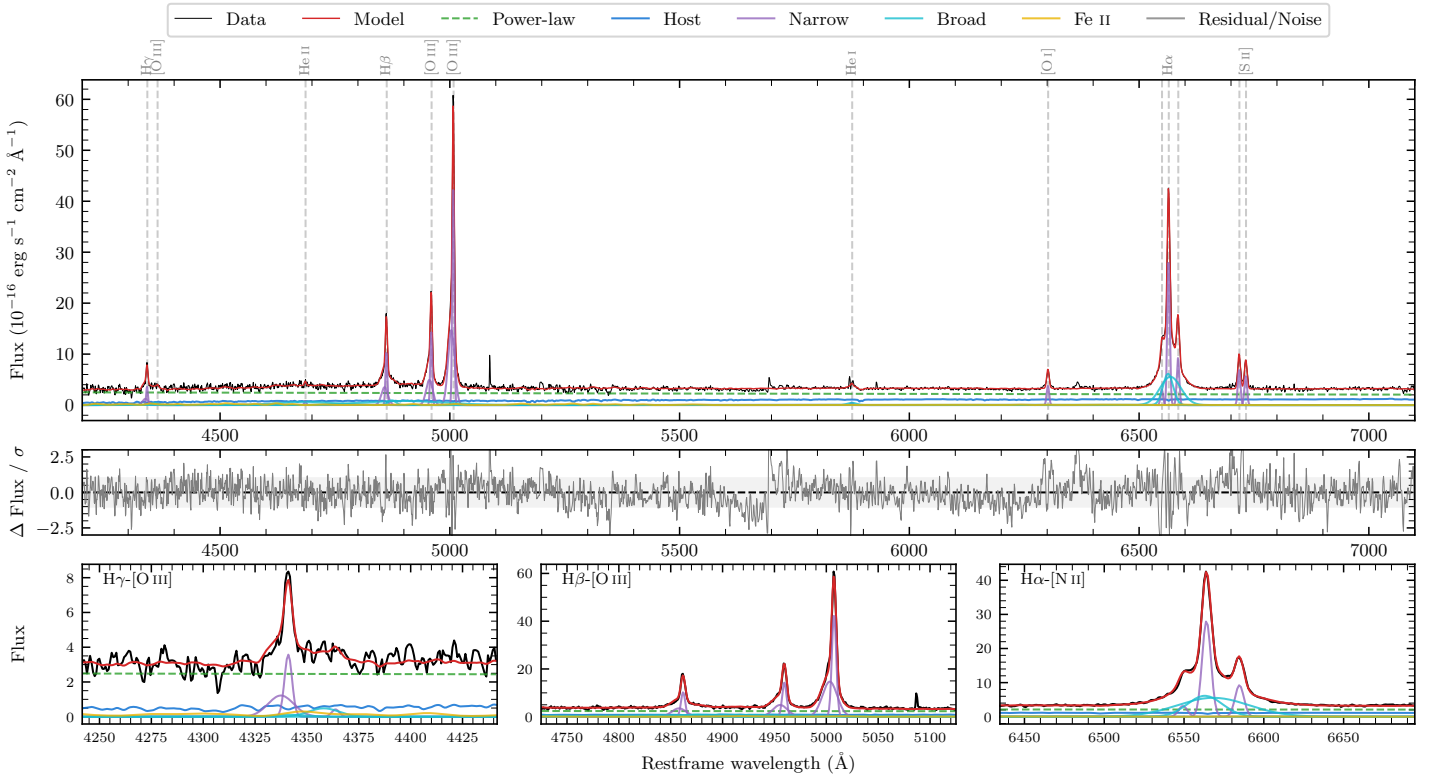 Data Model Power-law Host Narrow Broad Fe II Residual/Noise
Hγ [O III] He II Hβ [O III] [O III] He I [O I] Hα [S II]
Flux (10⁻¹⁶ erg s⁻¹ cm⁻² Å⁻¹)
60
50
40
30
20
10
0
4500 5000 5500 6000 6500 7000
Δ Flux / σ
2.5
0.0
−2.5
4500 5000 5500 6000 6500 7000
Flux
Hγ-[O III]
8
6
4
2
0
4250 4275 4300 4325 4350 4375 4400 4425
Hβ-[O III]
60
40
20
0
4750 4800 4850 4900 4950 5000 5050 5100
Hα-[N II]
40
30
20
10
0
6450 6500 6550 6600 6650
Restframe wavelength (Å)